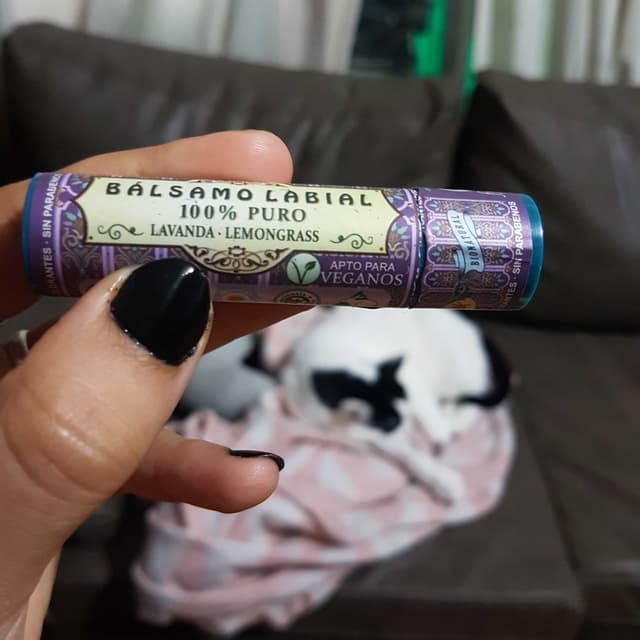 BÁLSAMO LABIAL
100% PURO
LAVANDA · LEMONGRASS
APTO PARA
VEGANOS
SIN PARABENOS
BIONATURAL
SIN PARABENOS